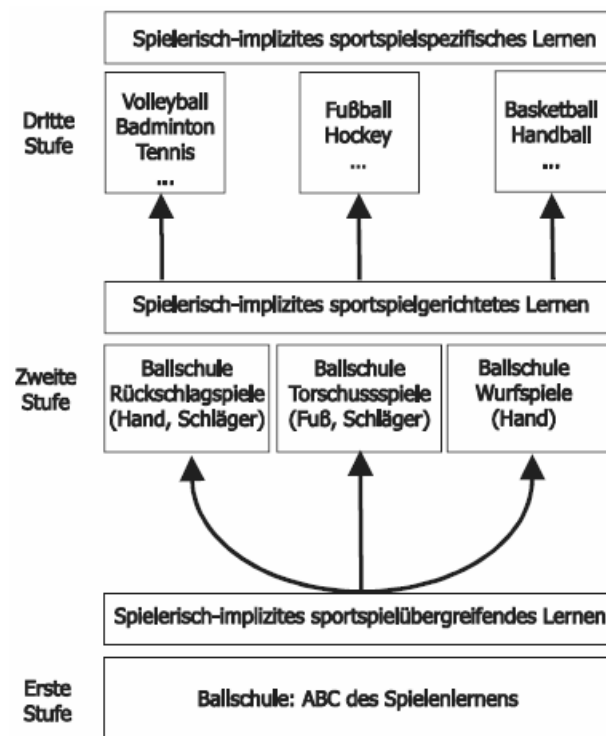 Spielerisch-implizites sportspielspezifisches Lernen
Dritte
Stufe
Volleyball
Badminton
Tennis
...
Fußball
Hockey
...
Basketball
Handball
...
Spielerisch-implizites sportspielgerichtetes Lernen
Zweite
Stufe
Ballschule
Rückschlagspiele
(Hand, Schläger)
Ballschule
Torschussspiele
(Fuß, Schläger)
Ballschule
Wurfspiele
(Hand)
Spielerisch-implizites sportspielübergreifendes Lernen
Erste
Stufe
Ballschule: ABC des Spielenlernens